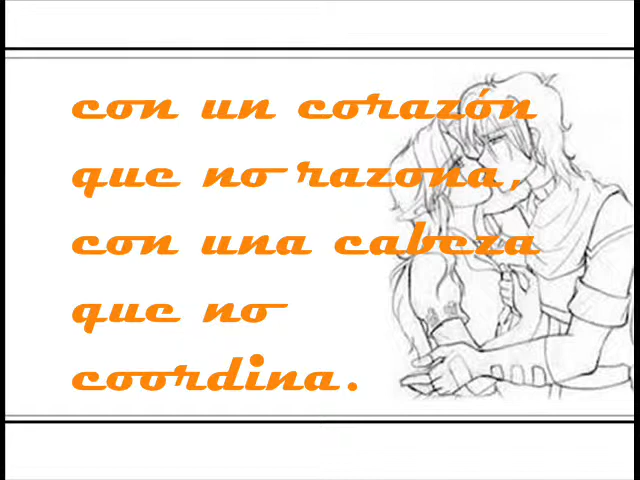 con un corazón
que no razona,
con una cabeza
que no
coordina.